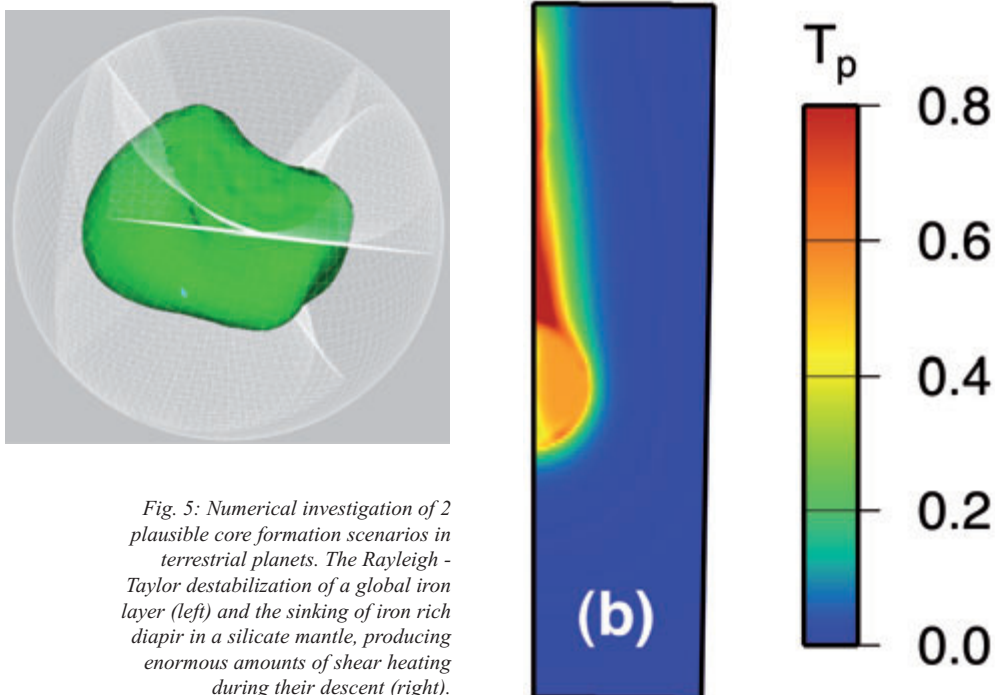 Fig. 5: Numerical investigation of 2
plausible core formation scenarios in
terrestrial planets. The Rayleigh -
Taylor destabilization of a global iron
layer (left) and the sinking of iron rich
diapir in a silicate mantle, producing
enormous amounts of shear heating
during their descent (right).
(b)
Tp
0.8
0.6
0.4
0.2
0.0